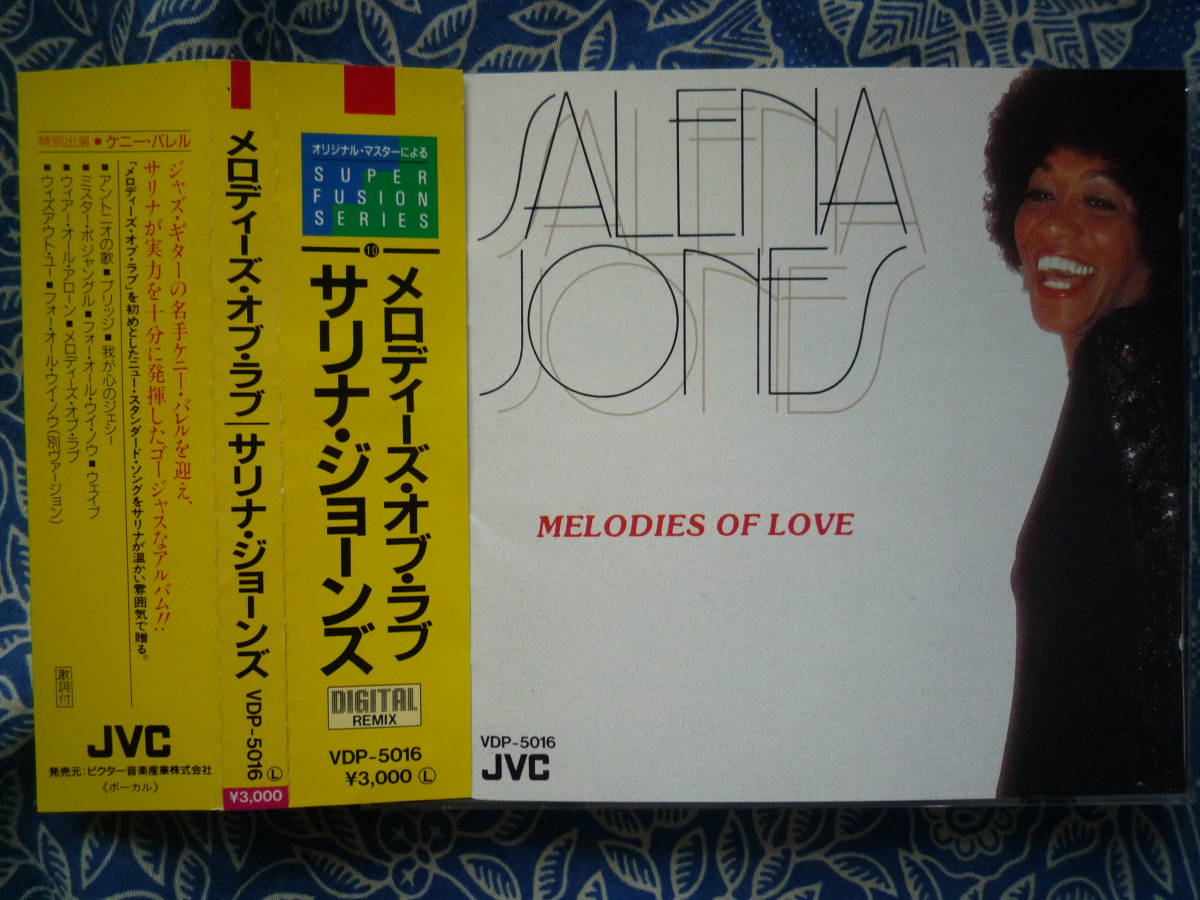 特別出演●ケニー・バレル
ジャズ・ギターの名手ケニー・バレルを迎え、
サリナが実力を十分に発揮したゴージャスなアルバム!!
「メロディーズ・オブ・ラブ」を初めとしたニュー・スタンダード・ソングをサリナが温かい雰囲気で贈る。
■アントニオの歌■ブリッジ■我が心のジェシー
■ミスター・ボジャングル■フォー・オール・ウイ・ノウ■ウェイブ
■ウィアー・オール・アローン■メロディーズ・オブ・ラブ
■ウィズアウト・ユー■フォー・オール・ウイ・ノウ(別ヴァージョン)
歌詞付
JVC
発売元:ビクター音楽産業株式会社
《ボーカル》
メロディーズ・オブ・ラブ/サリナ・ジョーンズ VDP-5016 Ⓛ
¥3,000
オリジナル・マスターによる
SUPER
FUSION
SERIES
10
メロディーズ・オブ・ラブ
サリナ・ジョーンズ
DIGITAL
REMIX
VDP-5016
¥3,000 Ⓛ
SALENA
JONES
MELODIES OF LOVE
VDP-5016
JVC